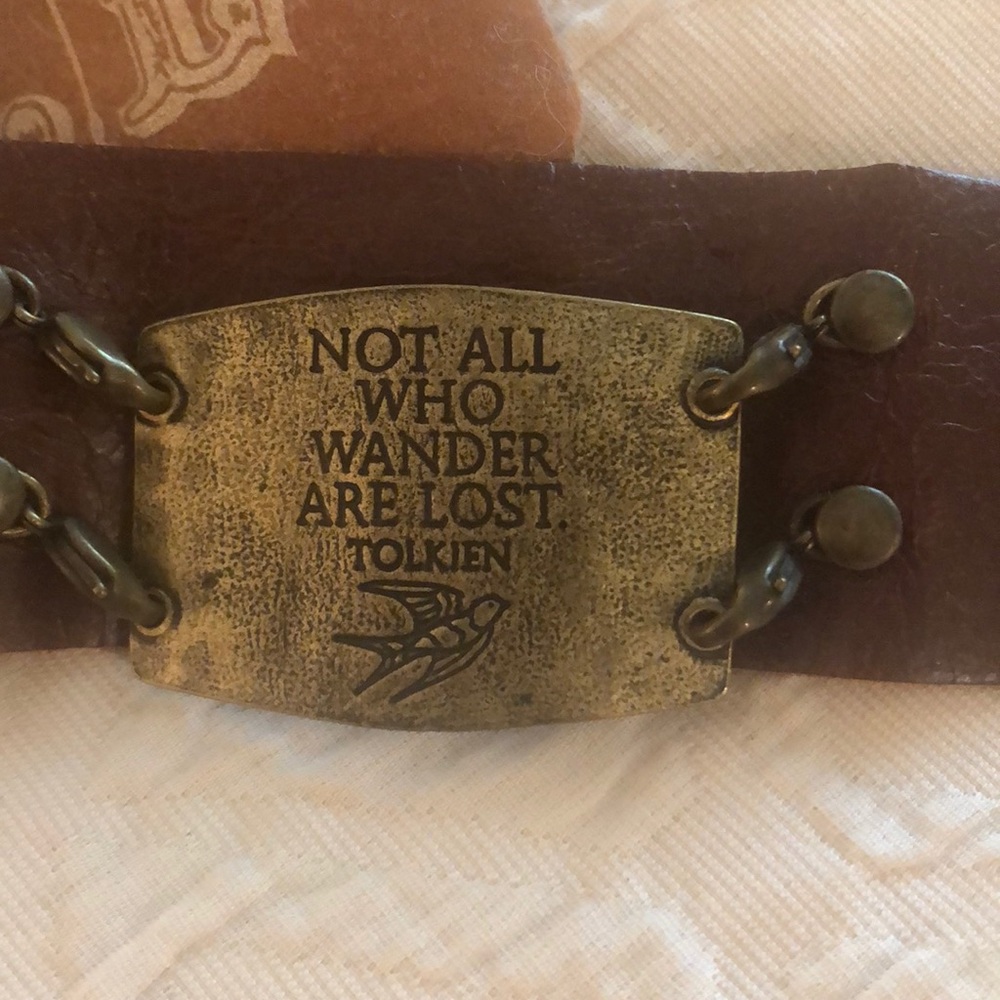 NOT ALL
WHO
WANDER
ARE LOST.
TOLKIEN